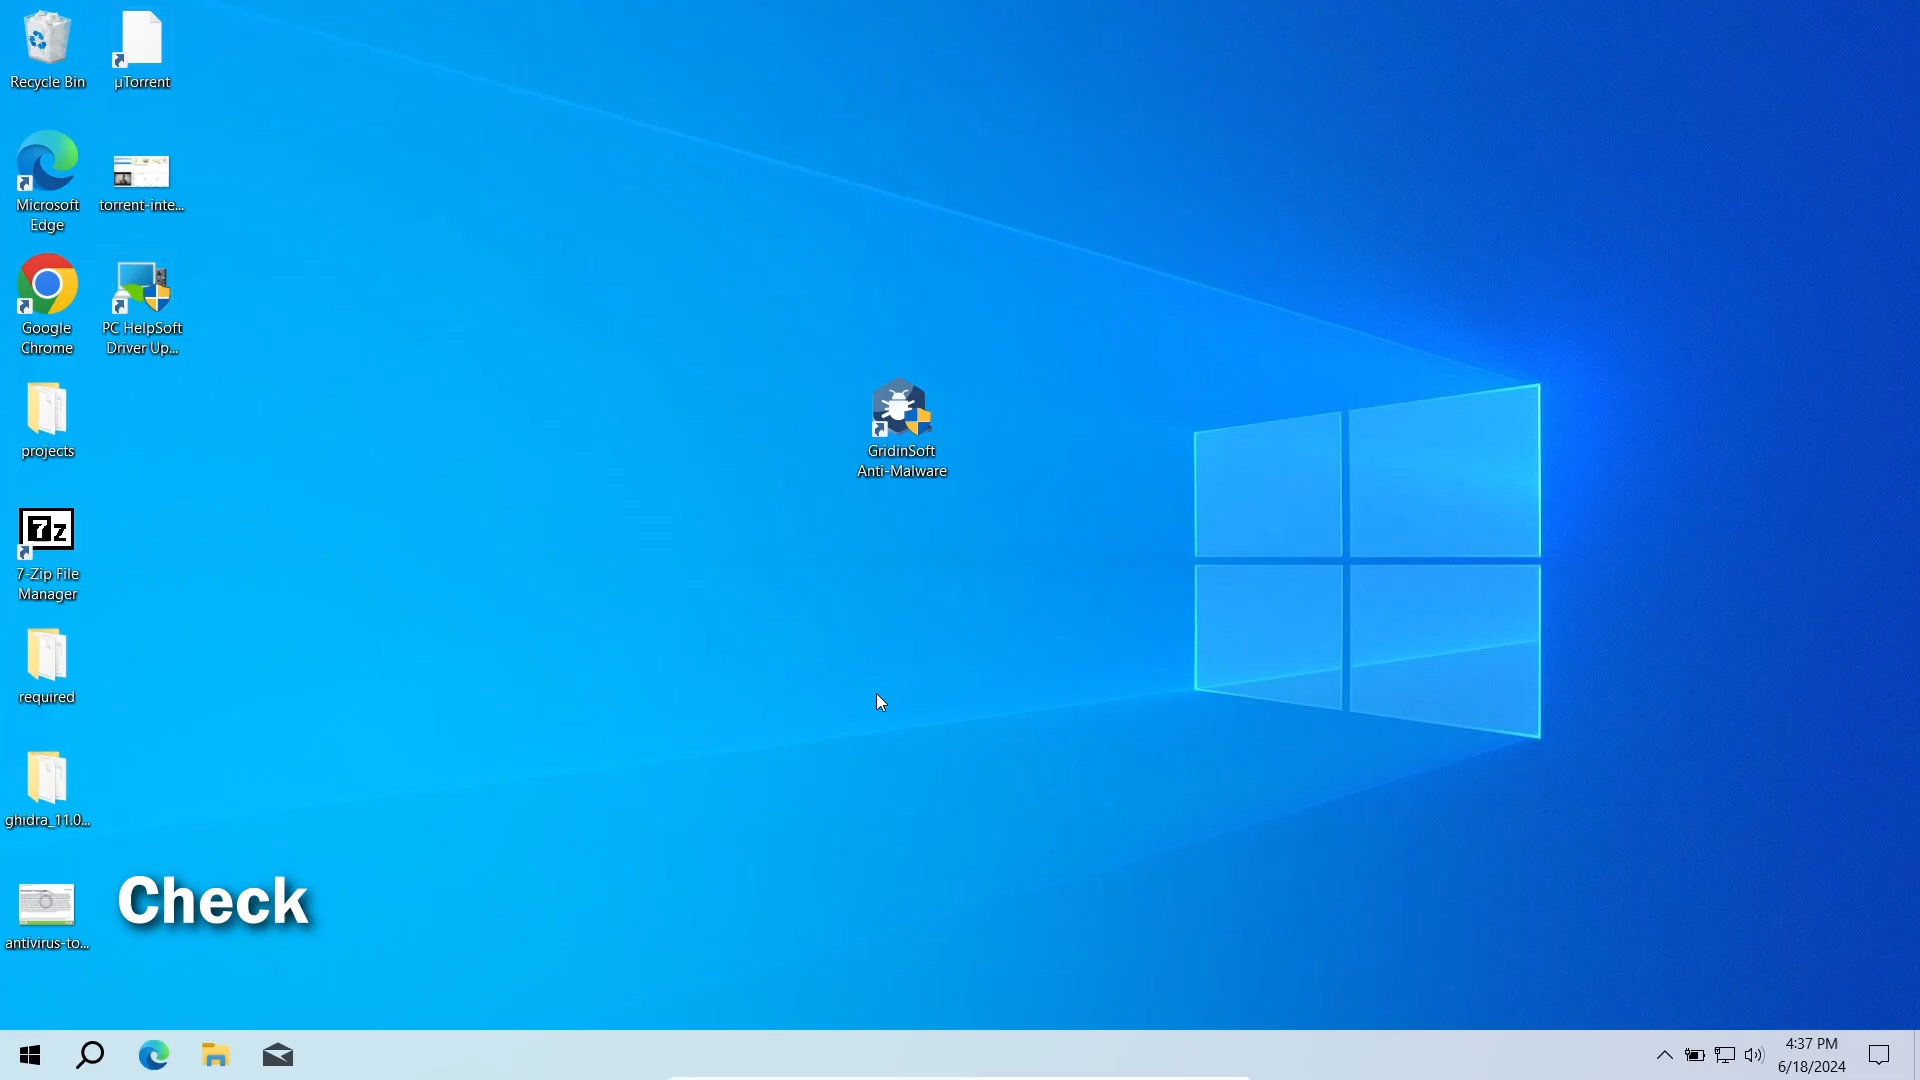 Recycle Bin
µTorrent
Microsoft
Edge
torrent-inte...
Google
Chrome
PC HelpSoft
Driver Up...
projects
GridinSoft
Anti-Malware
7z
7-Zip File
Manager
required
ghidra_11.0...
antivirus-to...
Check
4:37 PM
6/18/2024